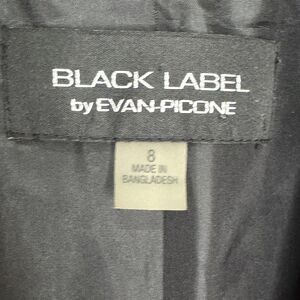 BLACK LABEL
by EVAN-PICONE
8
MADE IN
BANGLADESH